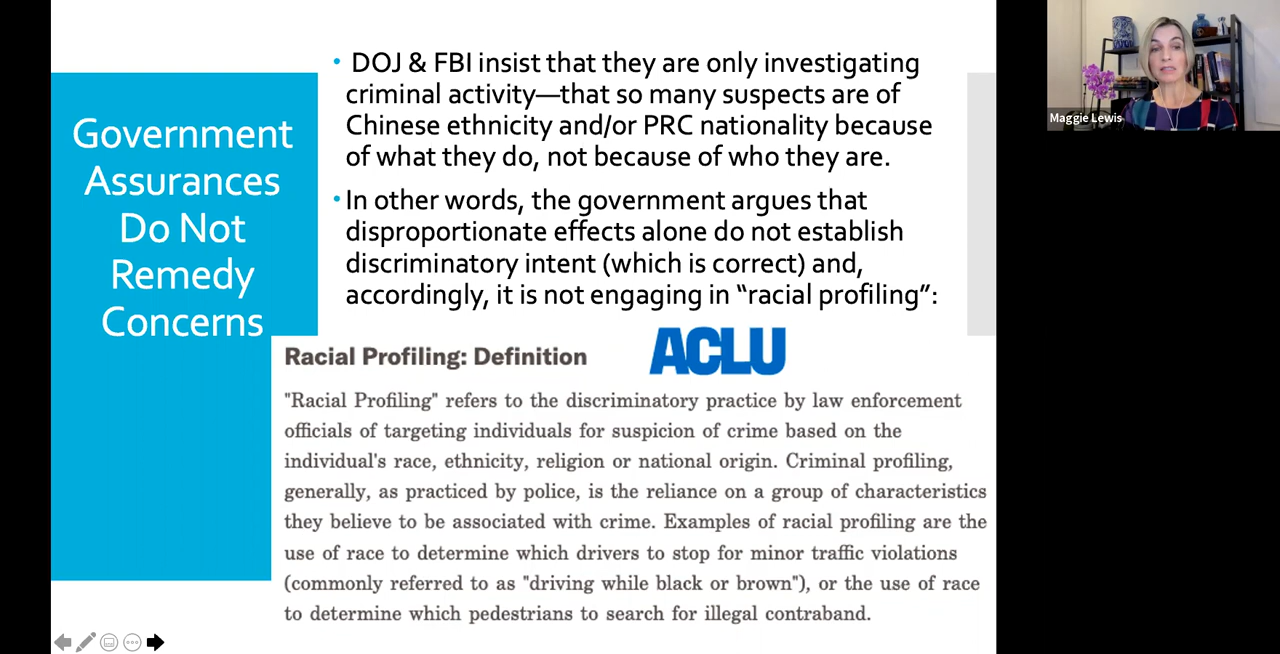 Government
Assurances
Do Not
Remedy
Concerns
• DOJ & FBI insist that they are only investigating
criminal activity—that so many suspects are of
Chinese ethnicity and/or PRC nationality because
of what they do, not because of who they are.
• In other words, the government argues that
disproportionate effects alone do not establish
discriminatory intent (which is correct) and,
accordingly, it is not engaging in “racial profiling”:
Racial Profiling: Definition
ACLU
"Racial Profiling" refers to the discriminatory practice by law enforcement
officials of targeting individuals for suspicion of crime based on the
individual's race, ethnicity, religion or national origin. Criminal profiling,
generally, as practiced by police, is the reliance on a group of characteristics
they believe to be associated with crime. Examples of racial profiling are the
use of race to determine which drivers to stop for minor traffic violations
(commonly referred to as "driving while black or brown"), or the use of race
to determine which pedestrians to search for illegal contraband.
Maggie Lewis